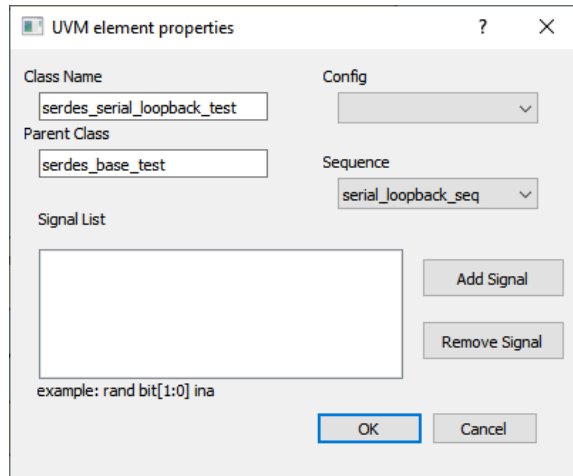 UVM element properties
?
Class Name
Config
serdes_serial_loopback_test
Parent Class
serdes_base_test
Sequence
serial_loopback_seq
Signal List
Add Signal
Remove Signal
example: rand bit[1:0] ina
OK
Cancel